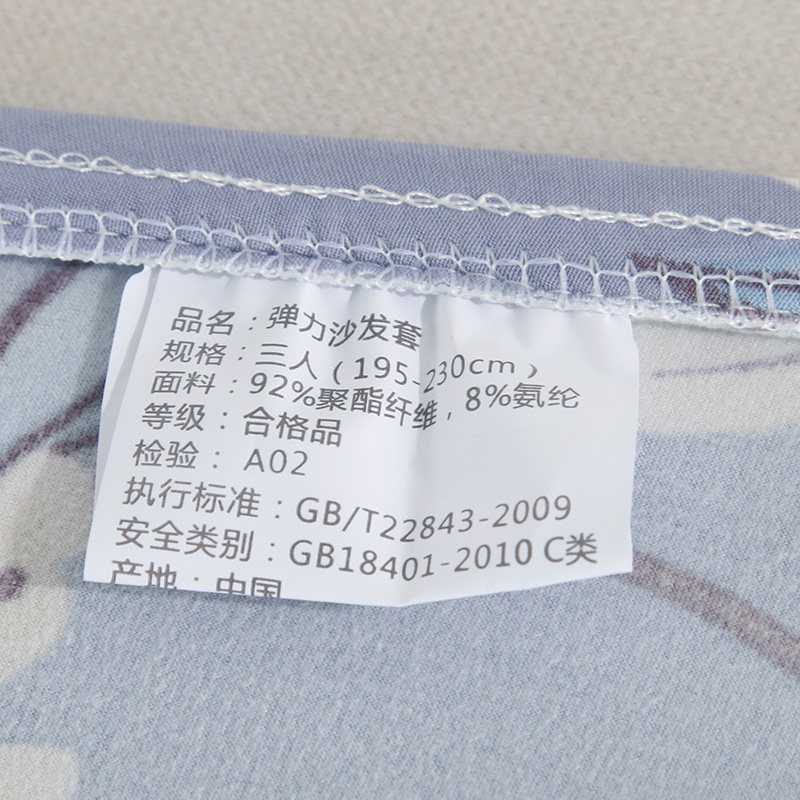 品名：弹力沙发套
规格：三人（195-230cm）
面料：92%聚酯纤维，8%氨纶
等级：合格品
检验：A02
执行标准：GB/T22843-2009
安全类别：GB18401-2010 C类
产地：中国